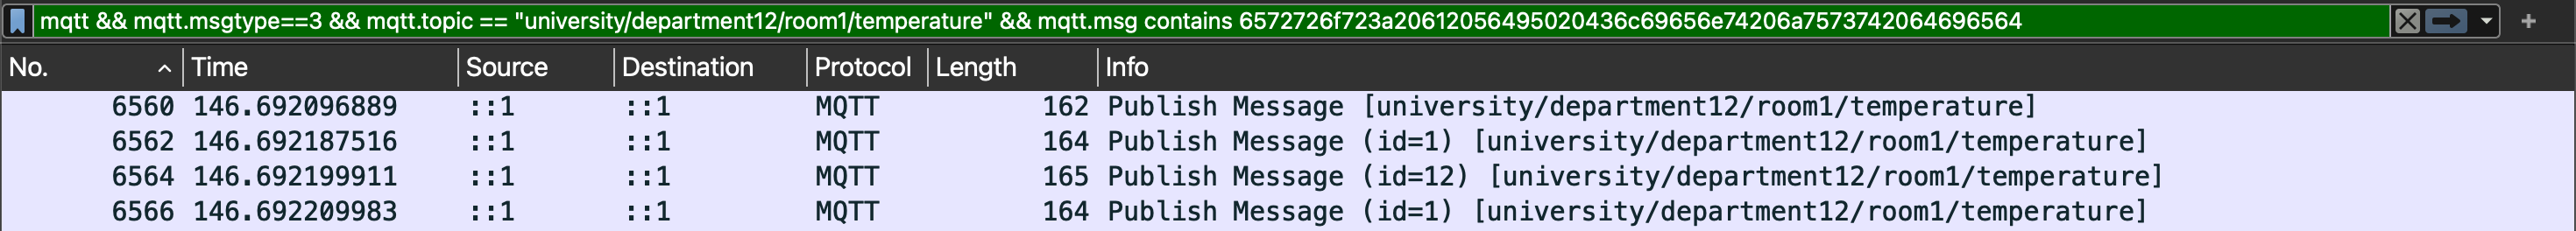 mqtt && mqtt.msgtype==3 && mqtt.topic == "university/department12/room1/temperature" && mqtt.msg contains 6572726f723a20612056495020436c69656e74206a7573742064696564
No. Time Source Destination Protocol Length Info
6560 146.692096889 ::1 ::1 MQTT 162 Publish Message [university/department12/room1/temperature]
6562 146.692187516 ::1 ::1 MQTT 164 Publish Message (id=1) [university/department12/room1/temperature]
6564 146.692199911 ::1 ::1 MQTT 165 Publish Message (id=12) [university/department12/room1/temperature]
6566 146.692209983 ::1 ::1 MQTT 164 Publish Message (id=1) [university/department12/room1/temperature]